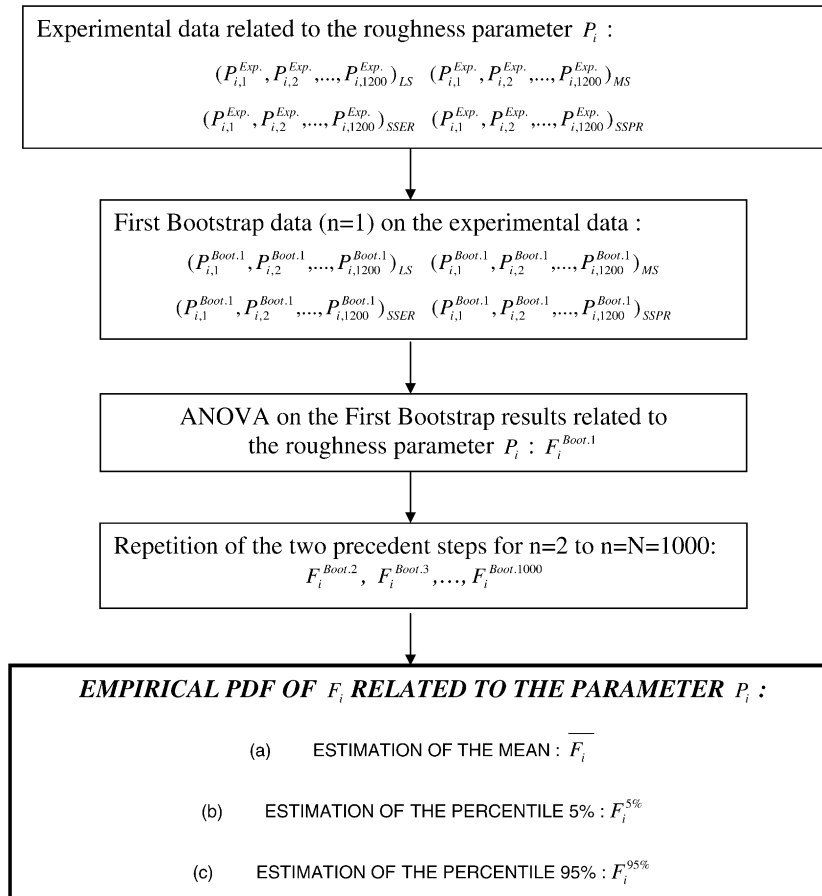 Experimental data related to the roughness parameter $P_i$ :
$(P_{i,1}^{Exp.}, P_{i,2}^{Exp.},..., P_{i,1200}^{Exp.})_{LS}$ $(P_{i,1}^{Exp.}, P_{i,2}^{Exp.},..., P_{i,1200}^{Exp.})_{MS}$
$(P_{i,1}^{Exp.}, P_{i,2}^{Exp.},..., P_{i,1200}^{Exp.})_{SSER}$ $(P_{i,1}^{Exp.}, P_{i,2}^{Exp.},..., P_{i,1200}^{Exp.})_{SSPR}$
First Bootstrap data (n=1) on the experimental data :
$(P_{i,1}^{Boot.1}, P_{i,2}^{Boot.1},..., P_{i,1200}^{Boot.1})_{LS}$ $(P_{i,1}^{Boot.1}, P_{i,2}^{Boot.1},..., P_{i,1200}^{Boot.1})_{MS}$
$(P_{i,1}^{Boot.1}, P_{i,2}^{Boot.1},..., P_{i,1200}^{Boot.1})_{SSER}$ $(P_{i,1}^{Boot.1}, P_{i,2}^{Boot.1},..., P_{i,1200}^{Boot.1})_{SSPR}$
ANOVA on the First Bootstrap results related to
the roughness parameter $P_i$ : $F_i^{Boot.1}$
Repetition of the two precedent steps for n=2 to n=N=1000:
$F_i^{Boot.2}$, $F_i^{Boot.3}$,…, $F_i^{Boot.1000}$
EMPIRICAL PDF OF $F_i$ RELATED TO THE PARAMETER $P_i$ :
(a) ESTIMATION OF THE MEAN : $\overline{F_i}$
(b) ESTIMATION OF THE PERCENTILE 5% : $F_i^{5\%}$
(c) ESTIMATION OF THE PERCENTILE 95% : $F_i^{95\%}$